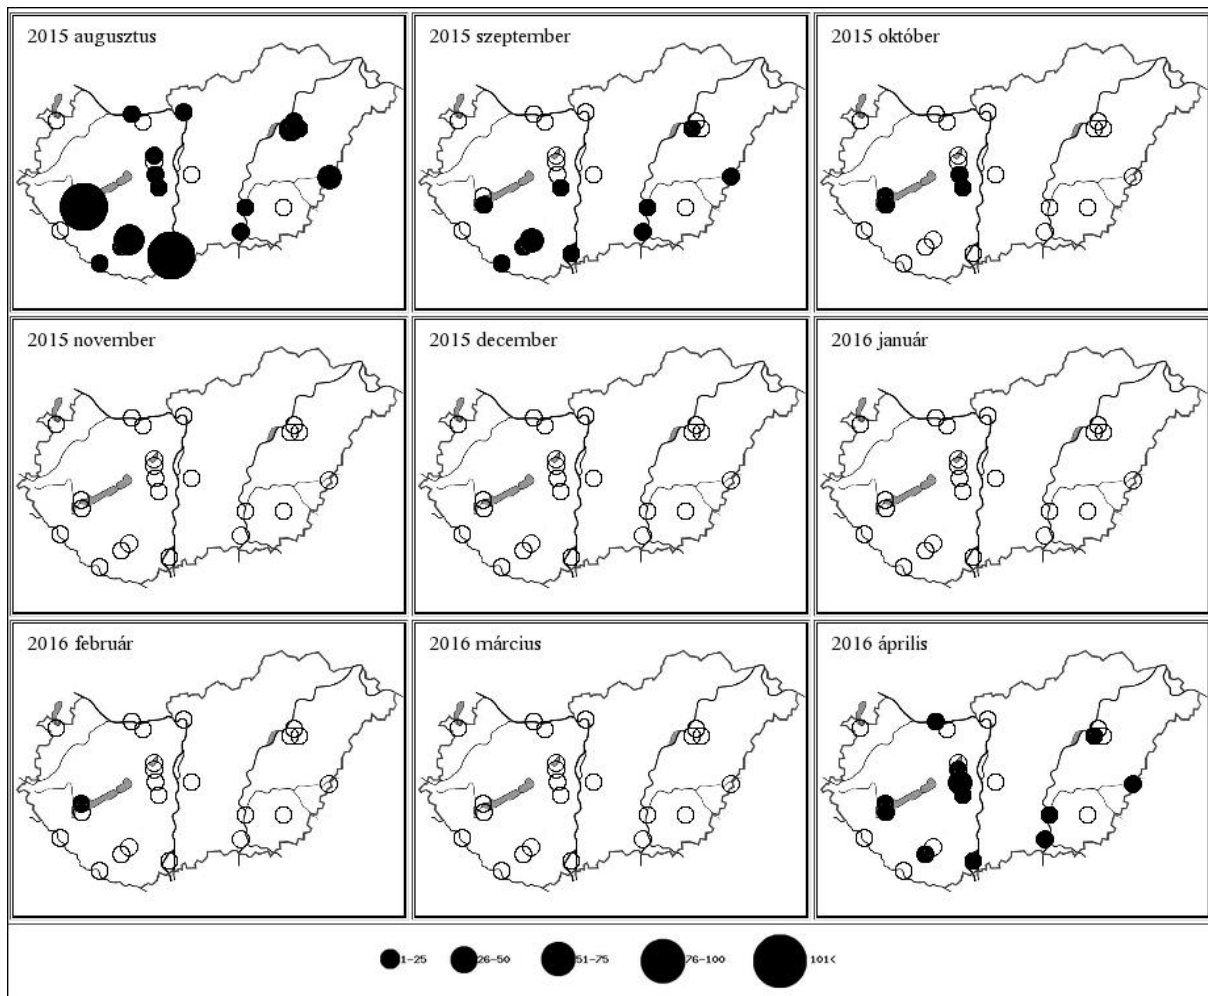 2015 augusztus
2015 szeptember
2015 október
2015 november
2015 december
2016 január
2016 február
2016 március
2016 április
1-25
26-50
51-75
76-100
101<